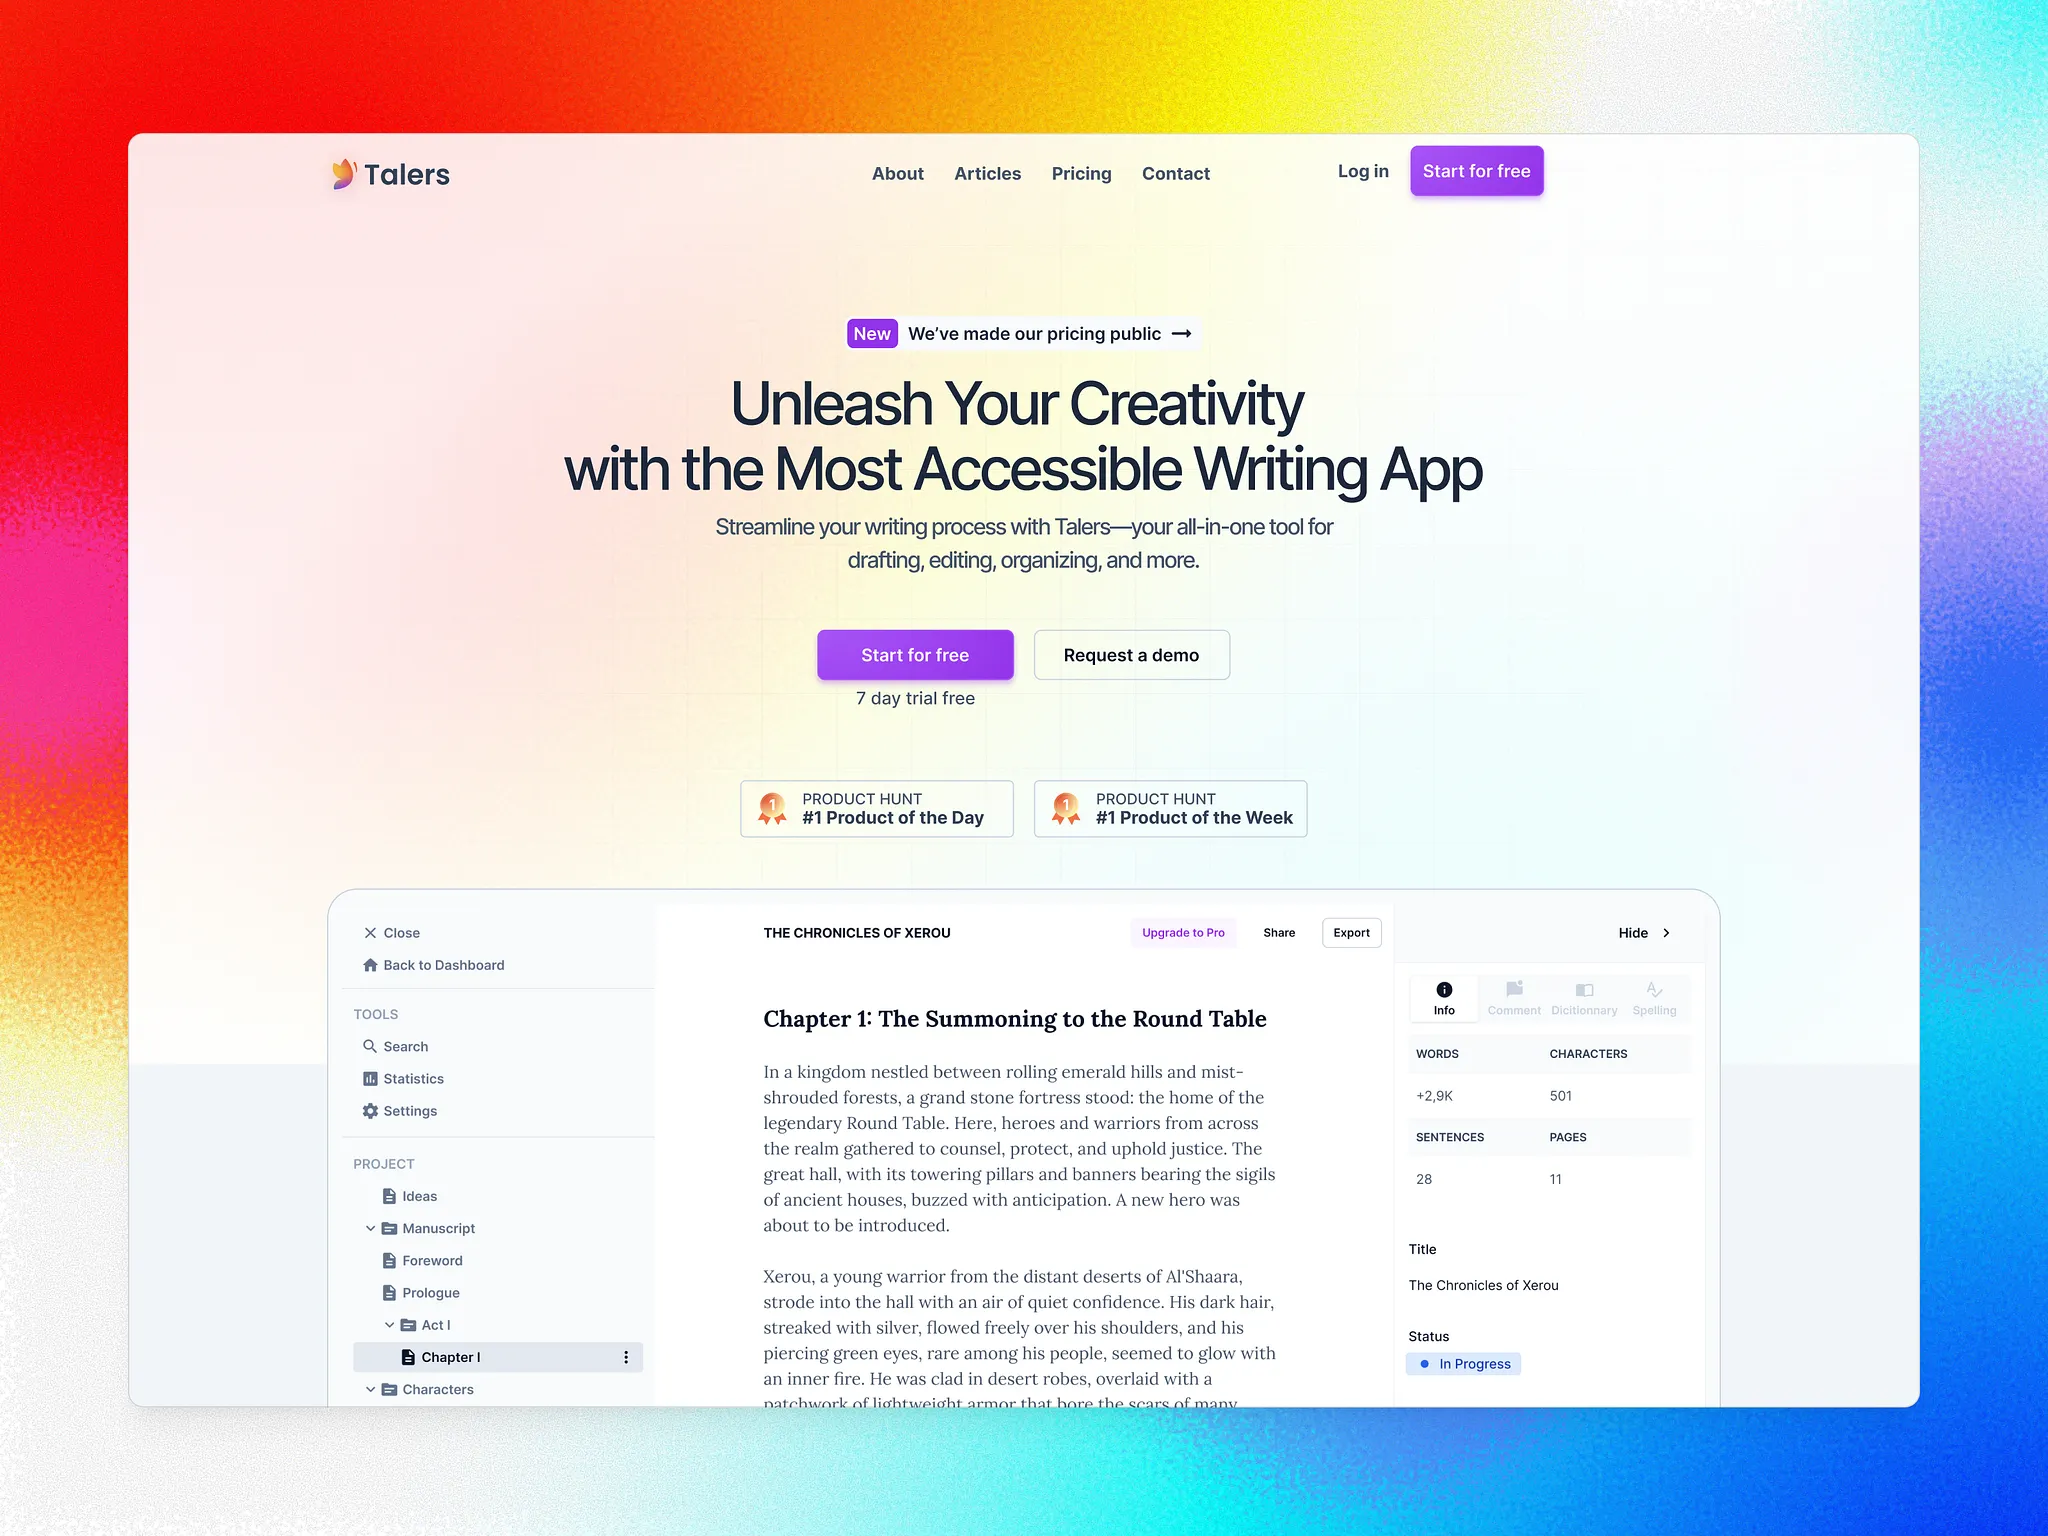 Talers
About
Articles
Pricing
Contact
Log in
Start for free
New We’ve made our pricing public →
Unleash Your Creativity
with the Most Accessible Writing App
Streamline your writing process with Talers—your all-in-one tool for
drafting, editing, organizing, and more.
Start for free
Request a demo
7 day trial free
1
PRODUCT HUNT
#1 Product of the Day
1
PRODUCT HUNT
#1 Product of the Week
Close
Back to Dashboard
TOOLS
Search
Statistics
Settings
PROJECT
Ideas
Manuscript
Foreword
Prologue
Act I
Chapter I
Characters
THE CHRONICLES OF XEROU
Upgrade to Pro
Share
Export
Chapter 1: The Summoning to the Round Table
In a kingdom nestled between rolling emerald hills and mist-
shrouded forests, a grand stone fortress stood: the home of the
legendary Round Table. Here, heroes and warriors from across
the realm gathered to counsel, protect, and uphold justice. The
great hall, with its towering pillars and banners bearing the sigils
of ancient houses, buzzed with anticipation. A new hero was
about to be introduced.
Xerou, a young warrior from the distant deserts of Al'Shaara,
strode into the hall with an air of quiet confidence. His dark hair,
streaked with silver, flowed freely over his shoulders, and his
piercing green eyes, rare among his people, seemed to glow with
an inner fire. He was clad in desert robes, overlaid with a
patchwork of lightweight armor that bore the scars of many
Hide
Info
Comment
Dicitionnary
Spelling
WORDS
CHARACTERS
+2,9K
501
SENTENCES
PAGES
28
11
Title
The Chronicles of Xerou
Status
In Progress